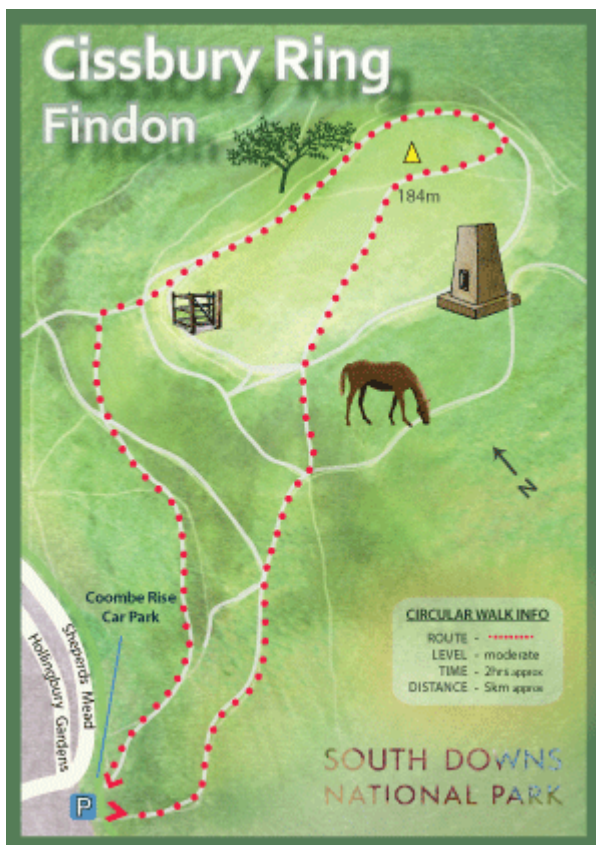 Cissbury Ring
Findon
184m
N
Coombe Rise
Car Park
Sheperds Mead
Hollingbury Gardens
P
CIRCULAR WALK INFO
ROUTE -
LEVEL - moderate
TIME - 2hrs approx
DISTANCE - 5km approx
SOUTH DOWNS
NATIONAL PARK